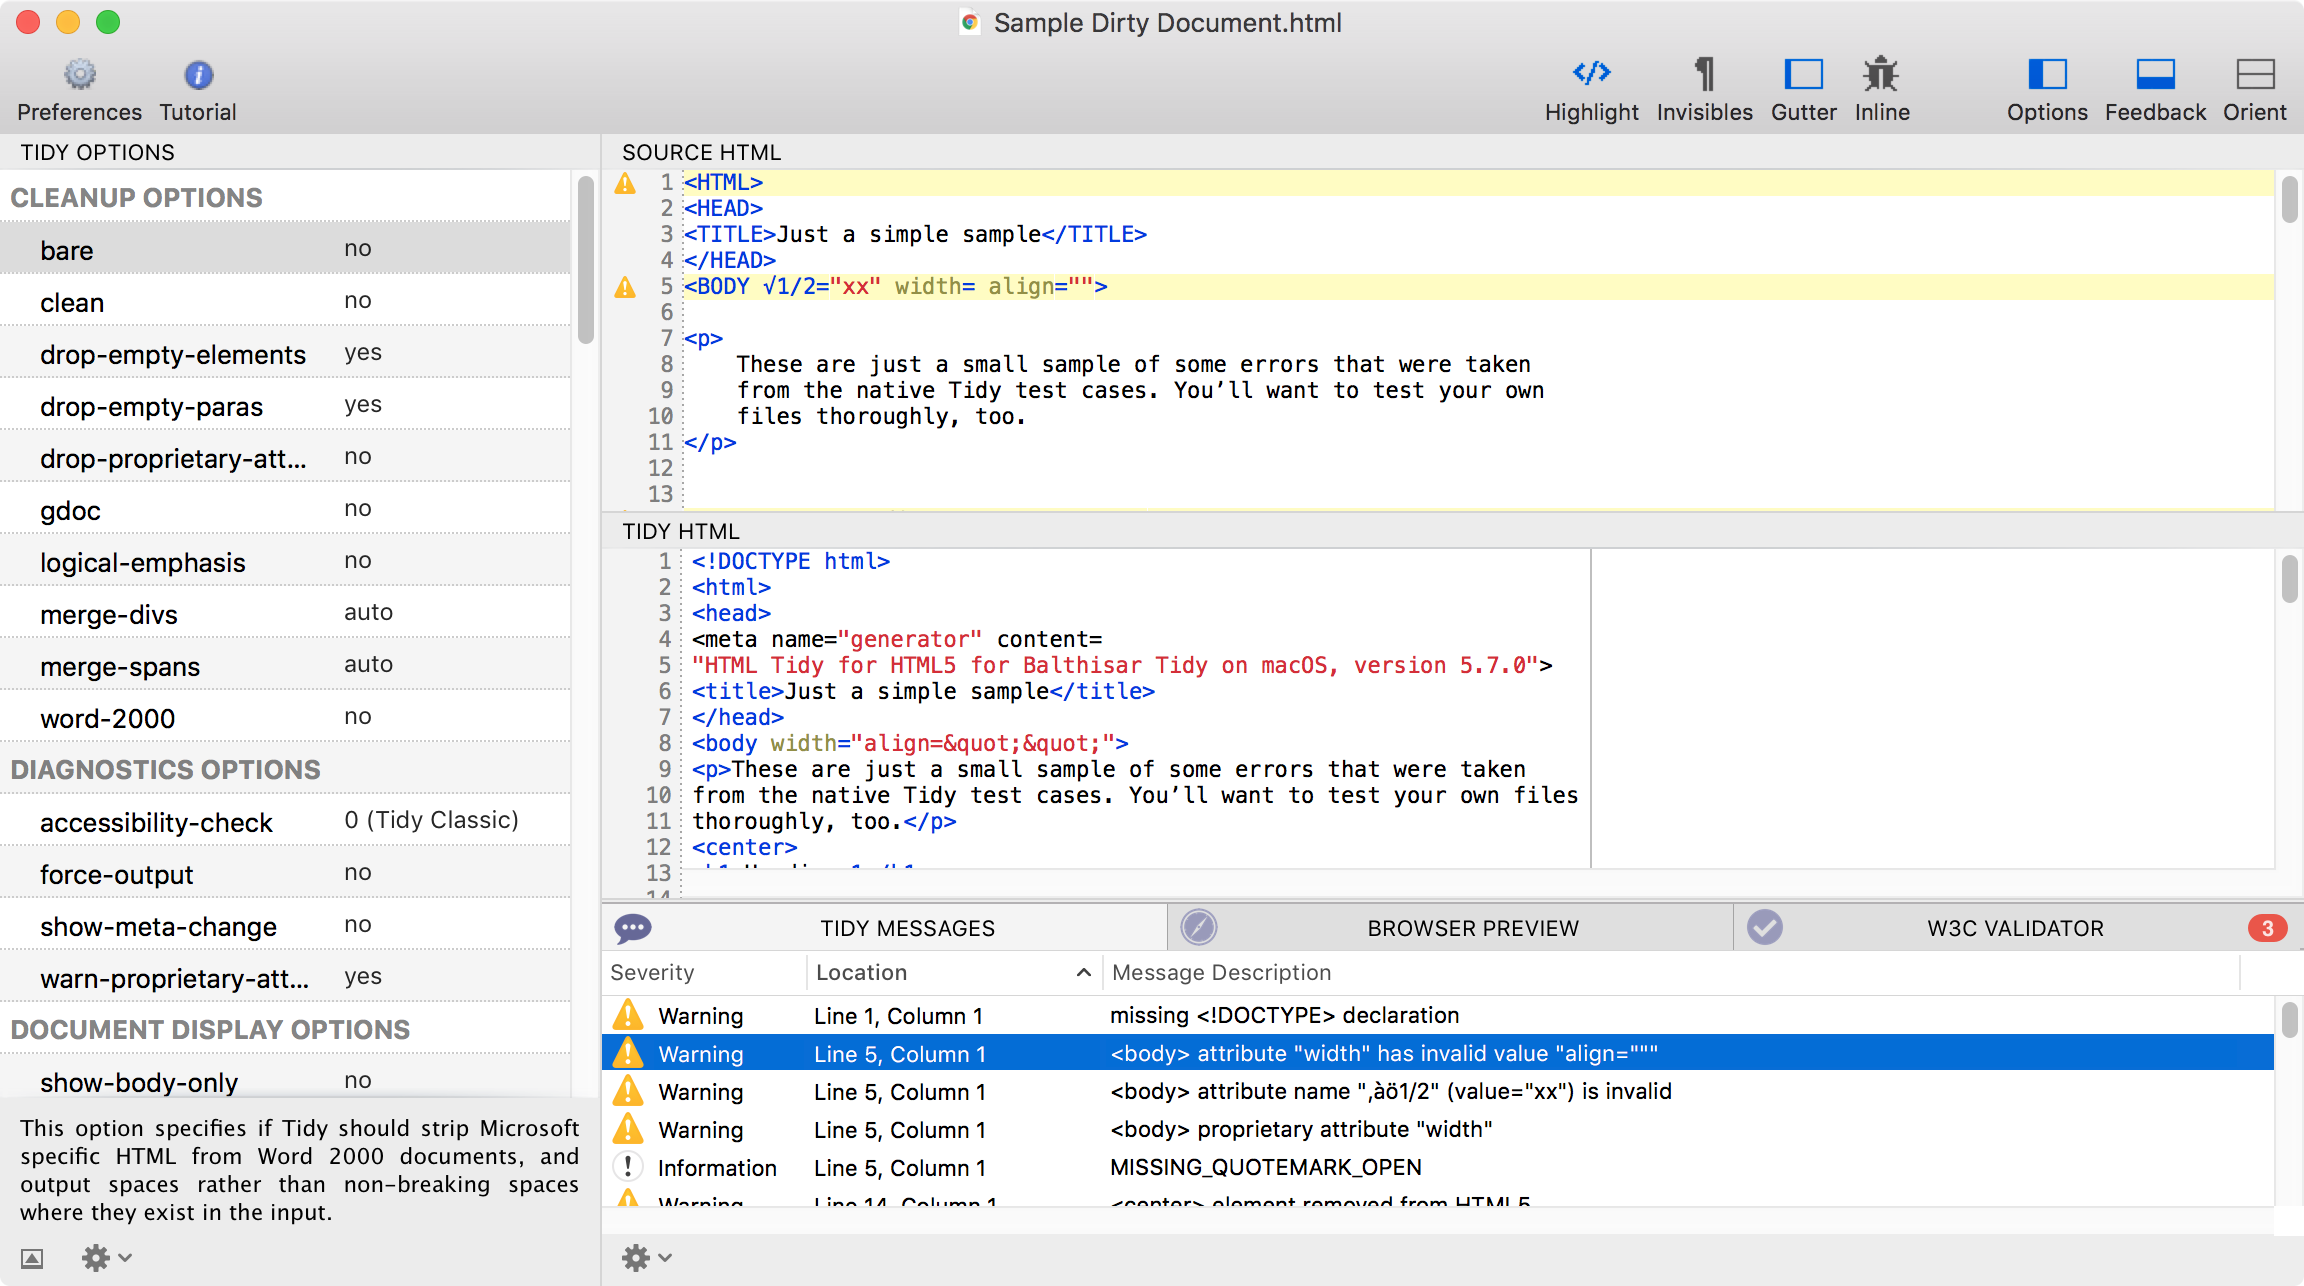 Sample Dirty Document.html
Preferences
Tutorial
Highlight
Invisibles
Gutter
Inline
Options
Feedback
Orient
TIDY OPTIONS
CLEANUP OPTIONS
bare no
clean no
drop-empty-elements yes
drop-empty-paras yes
drop-proprietary-att... no
gdoc no
logical-emphasis no
merge-divs auto
merge-spans auto
word-2000 no
DIAGNOSTICS OPTIONS
accessibility-check 0 (Tidy Classic)
force-output no
show-meta-change no
warn-proprietary-att... yes
DOCUMENT DISPLAY OPTIONS
show-body-only no
This option specifies if Tidy should strip Microsoft
specific HTML from Word 2000 documents, and
output spaces rather than non-breaking spaces
where they exist in the input.
SOURCE HTML
1 <HTML>
2 <HEAD>
3 <TITLE>Just a simple sample</TITLE>
4 </HEAD>
5 <BODY √1/2="xx" width= align="">
6
7 <p>
8 These are just a small sample of some errors that were taken
9 from the native Tidy test cases. You’ll want to test your own
10 files thoroughly, too.
11 </p>
12
13
TIDY HTML
1 <!DOCTYPE html>
2 <html>
3 <head>
4 <meta name="generator" content=
5 "HTML Tidy for HTML5 for Balthisar Tidy on macOS, version 5.7.0">
6 <title>Just a simple sample</title>
7 </head>
8 <body width="align=&quot;&quot;">
9 <p>These are just a small sample of some errors that were taken
10 from the native Tidy test cases. You’ll want to test your own files
11 thoroughly, too.</p>
12 <center>
13
14
TIDY MESSAGES
BROWSER PREVIEW
W3C VALIDATOR
3
Severity Location Message Description
Warning Line 1, Column 1 missing <!DOCTYPE> declaration
Warning Line 5, Column 1 <body> attribute "width" has invalid value "align="""
Warning Line 5, Column 1 <body> attribute name "‚àö1/2" (value="xx") is invalid
Warning Line 5, Column 1 <body> proprietary attribute "width"
Information Line 5, Column 1 MISSING_QUOTEMARK_OPEN
Warning Line 14, Column 1 <center> element removed from HTML5